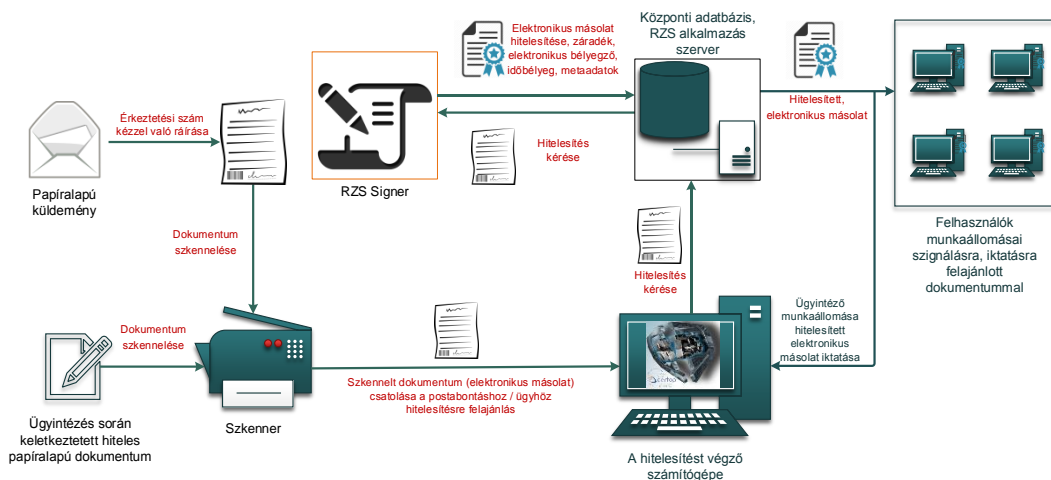 Elektronikus másolat
hitelesítése, záradék,
elektronikus bélyegző,
időbélyeg, metaadatok
Központi adatbázis,
RZS alkalmazás
szerver
Érkeztetési szám
kézzel való ráírása
Hitelesített,
elektronikus másolat
Hitelesítés
kérése
Papíralapú
küldemény
RZS Signer
Dokumentum
szkennelése
Felhasználók
munkaállomásai
szignálásra, iktatásra
felajánlott
dokumentummal
Hitelesítés
kérése
Ügyintéző
munkaállomása
hitelesített
elektronikus
másolat iktatása
Dokumentum
szkennelése
Szkennelt dokumentum (elektronikus másolat)
csatolása a postabontáshoz / ügyhöz
hitelesítésre felajánlás
Szkenner
Ügyintézés során
keletkeztetett hiteles
papíralapú dokumentum
A hitelesítést végző
számítógépe